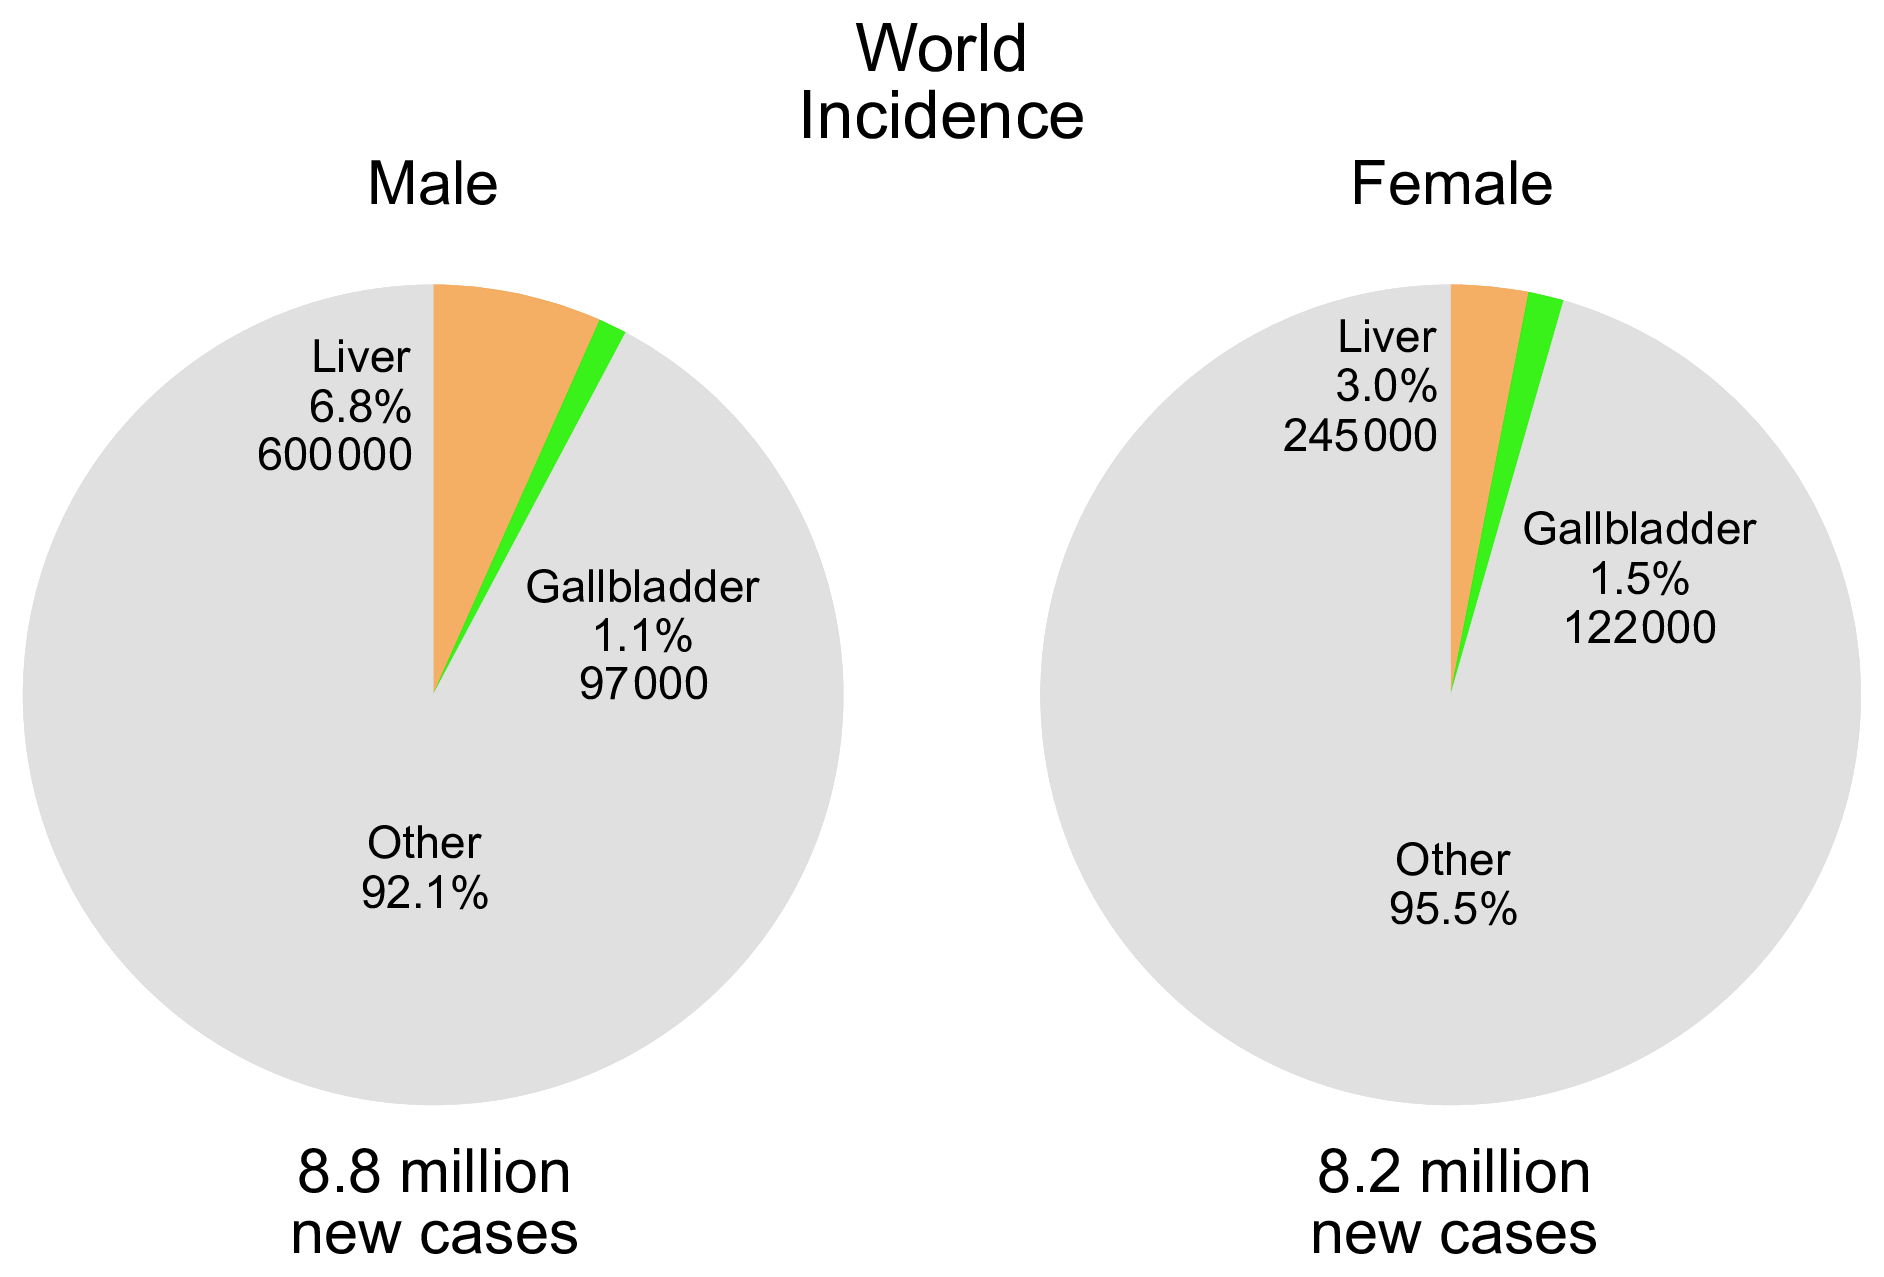 World
Incidence
Male
Liver
6.8%
600000
Gallbladder
1.1%
97000
Other
92.1%
8.8 million
new cases
Female
Liver
3.0%
245000
Gallbladder
1.5%
122000
Other
95.5%
8.2 million
new cases